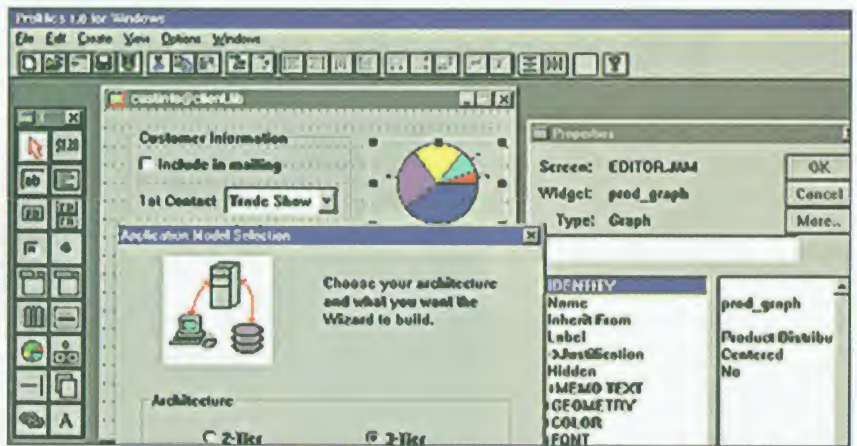 Prolifics 1.0 for Windows
File Edit Create View Options Windows
custinfo@client.lib
Customer Information
Include in mailing
1st Contact Trade Show
Properties
Screen: EDITOR.JAM
OK
Widget: prod_graph
Cancel
Type: Graph
More...
Application Model Selection
Choose your architecture
and what you want the
Wizard to build.
Architecture
2-Tier 3-Tier
IDENTITY
Name prod_graph
Inherit From
Label Product Distribu
>Justification Centered
Hidden No
MEMO TEXT
GEOMETRY
COLOR
FONT
ab
A